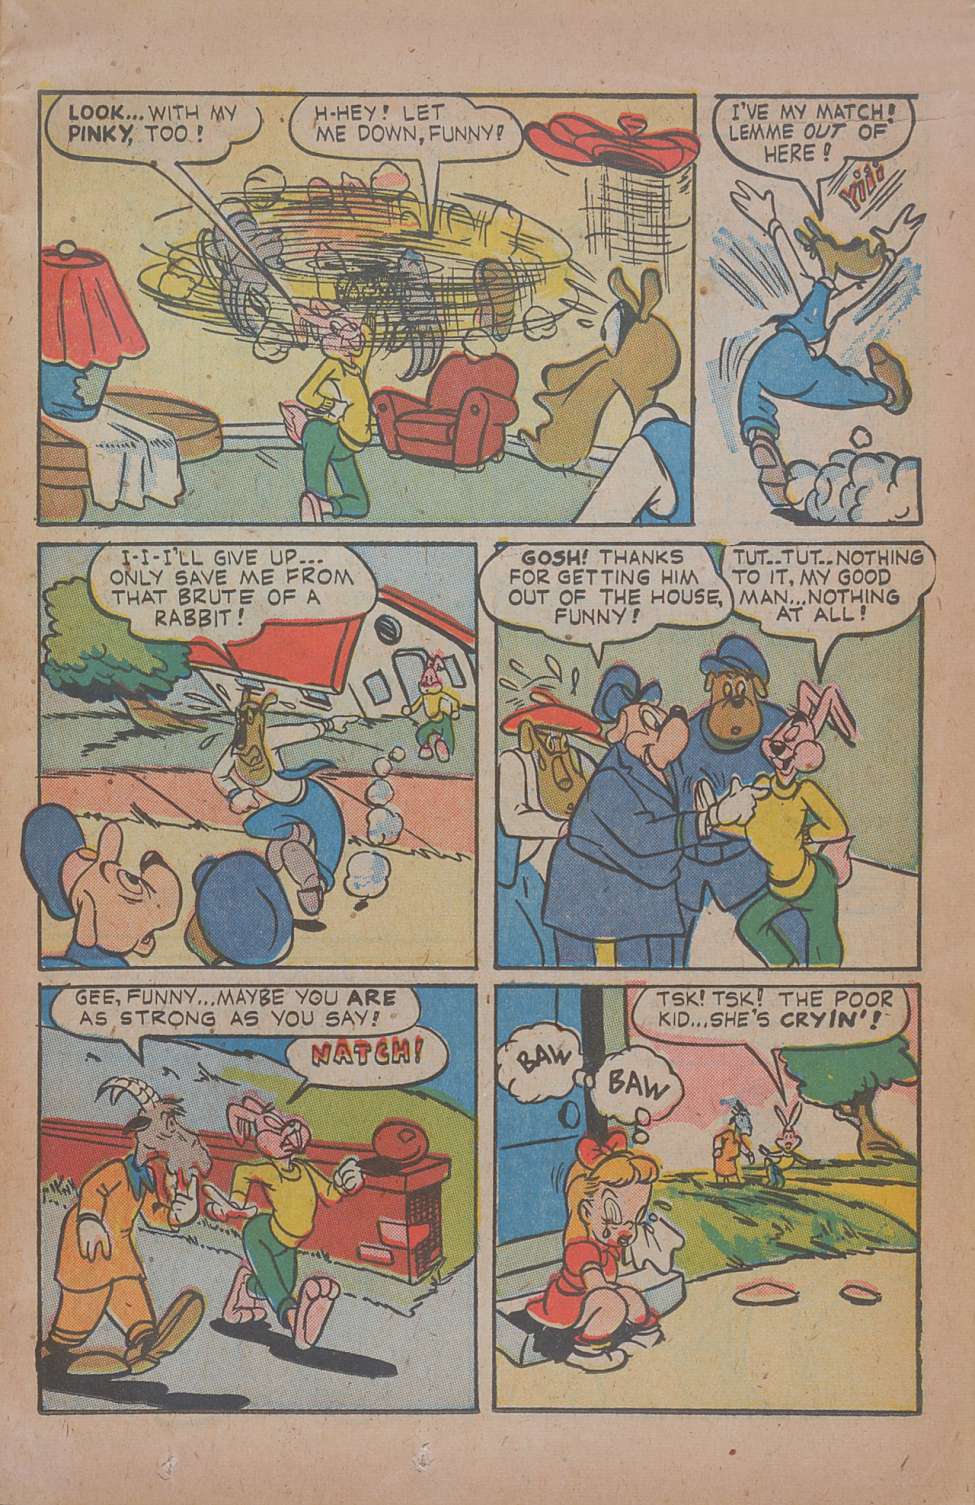 LOOK... WITH MY
PINKY, TOO!
H-HEY! LET
ME DOWN, FUNNY!
I'VE MY MATCH!
LEMME OUT OF
HERE!
Yiii
I-I-I'LL GIVE UP...
ONLY SAVE ME FROM
THAT BRUTE OF A
RABBIT!
GOSH! THANKS
FOR GETTING HIM
OUT OF THE HOUSE,
FUNNY!
TUT..TUT..NOTHING
TO IT, MY GOOD
MAN...NOTHING
AT ALL!
GEE, FUNNY...MAYBE YOU ARE
AS STRONG AS YOU SAY!
NATCH!
BAW
BAW
TSK! TSK! THE POOR
KID...SHE'S CRYIN'!